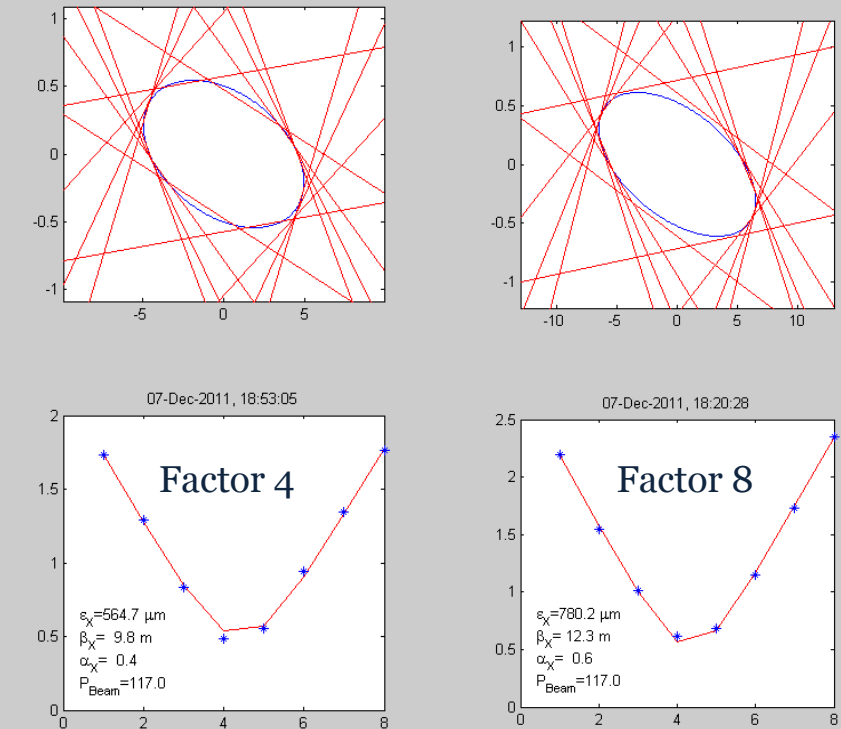 1
0.5
0
-0.5
-1
-5 0 5
1
0.5
0
-0.5
-1
-10 -5 0 5 10
07-Dec-2011, 18:53:05
2
1.5
1
0.5
0
0 2 4 6 8
Factor 4
εX=564.7 μm
βX= 9.8 m
αX= 0.4
PBeam=117.0
07-Dec-2011, 18:20:28
2.5
2
1.5
1
0.5
0
0 2 4 6 8
Factor 8
εX=780.2 μm
βX= 12.3 m
αX= 0.6
PBeam=117.0